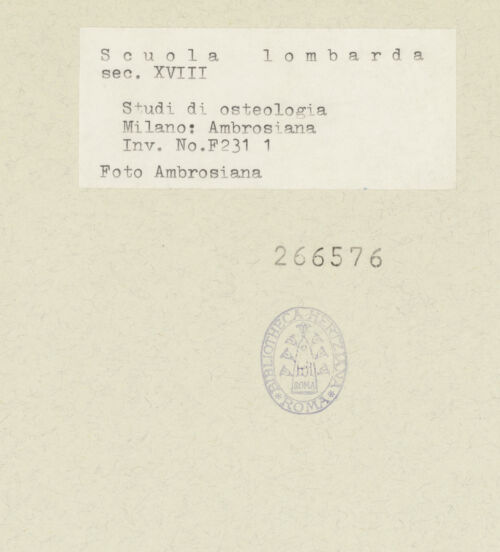 Scuola lombarda
sec. XVIII
Studi di osteologia
Milano: Ambrosiana
Inv. No.F231 1
Foto Ambrosiana
266576
BIBLIOTHECA·HERTZIANA
ROMA
*ROMA*